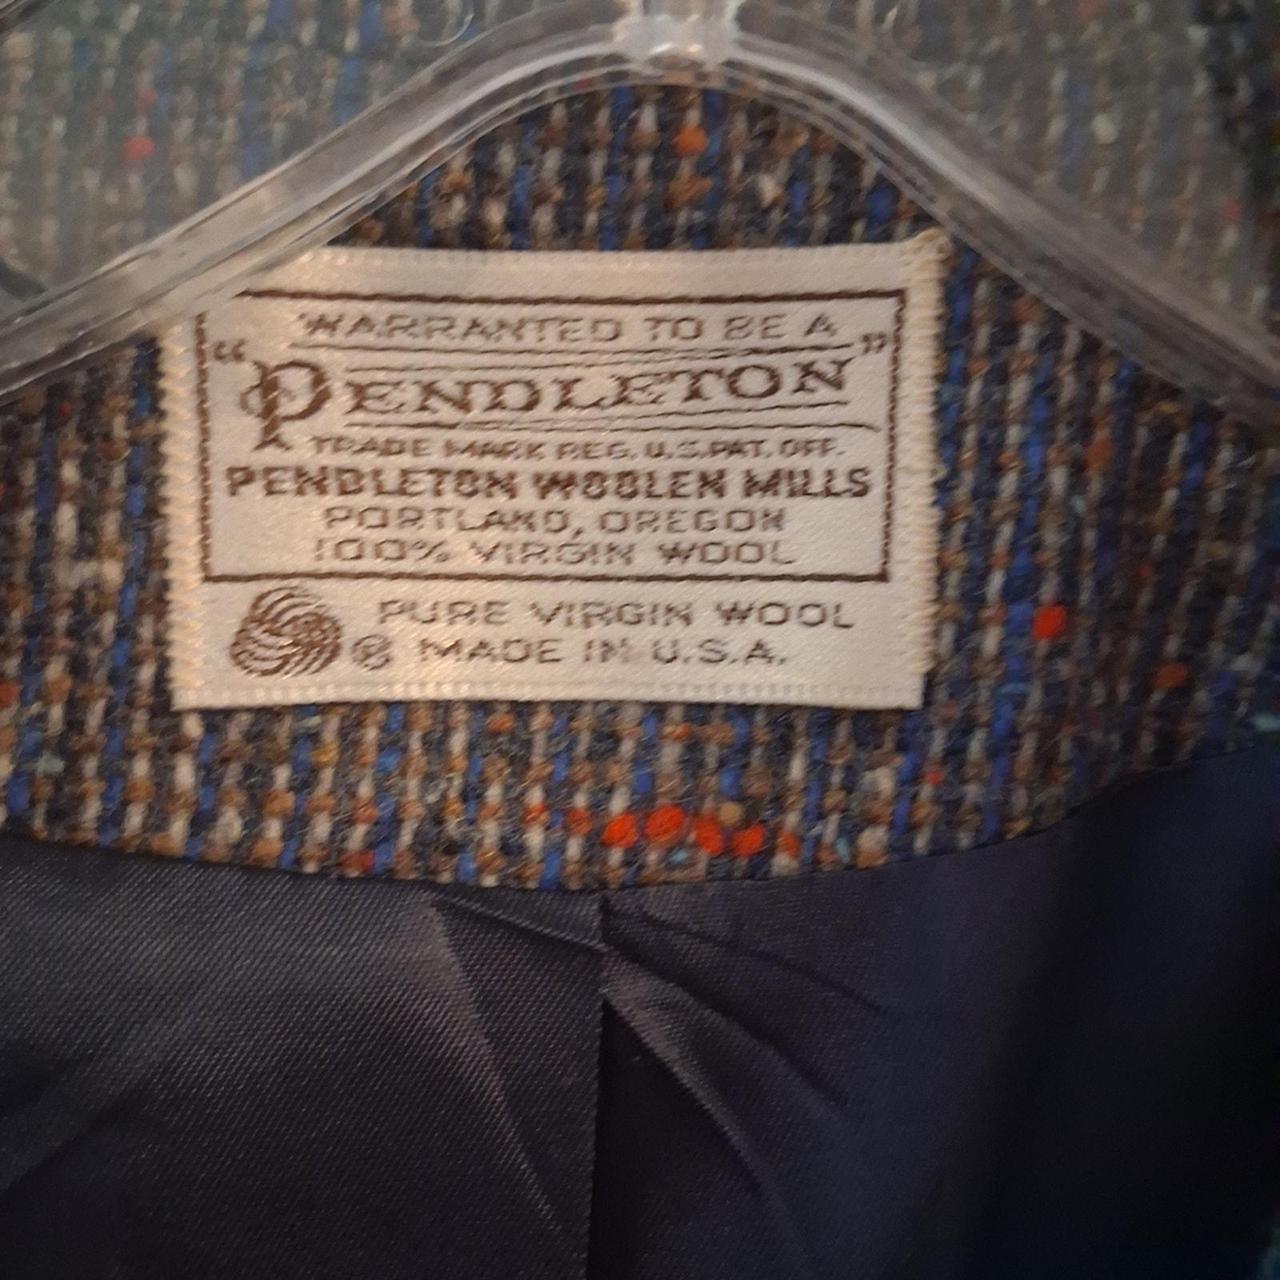 WARRANTED TO BE A
"PENDLETON"
TRADE MARK REG. U.S. PAT. OFF.
PENDLETON WOOLEN MILLS
PORTLAND, OREGON
100% VIRGIN WOOL
PURE VIRGIN WOOL
® MADE IN U.S.A.